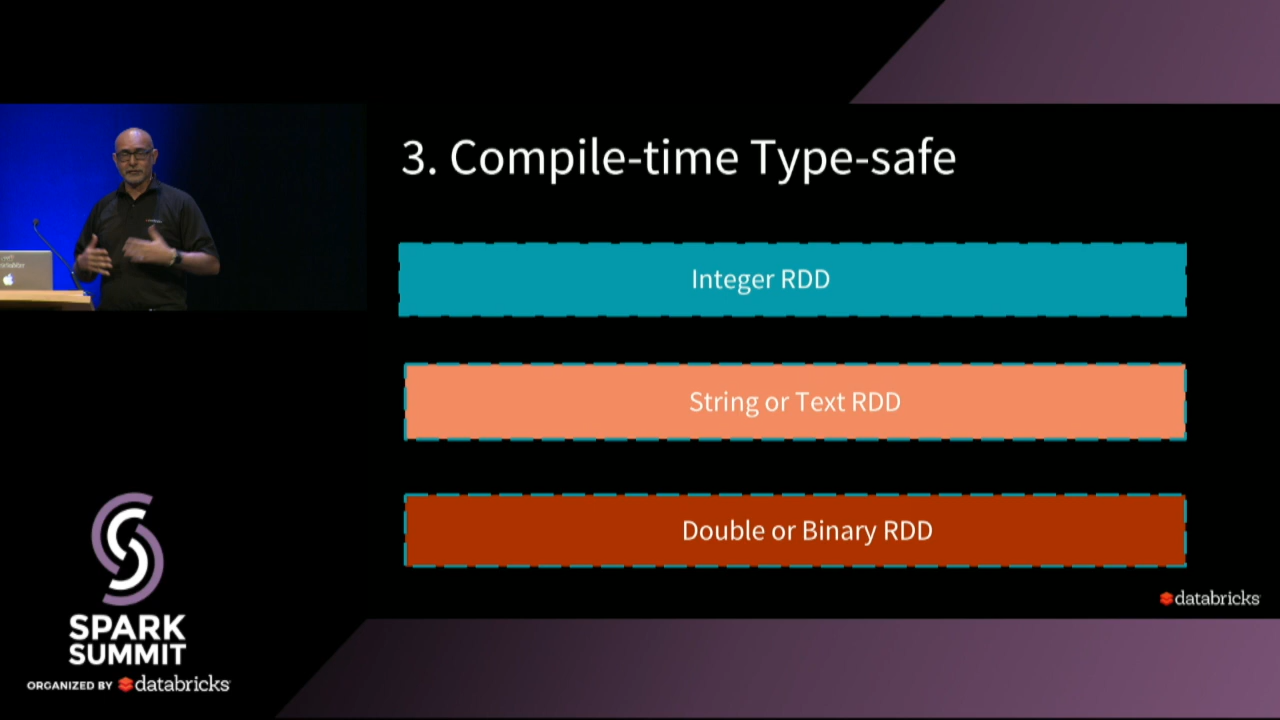 3. Compile-time Type-safe
Integer RDD
String or Text RDD
Double or Binary RDD
databricks
SPARK
SUMMIT
ORGANIZED BY databricks